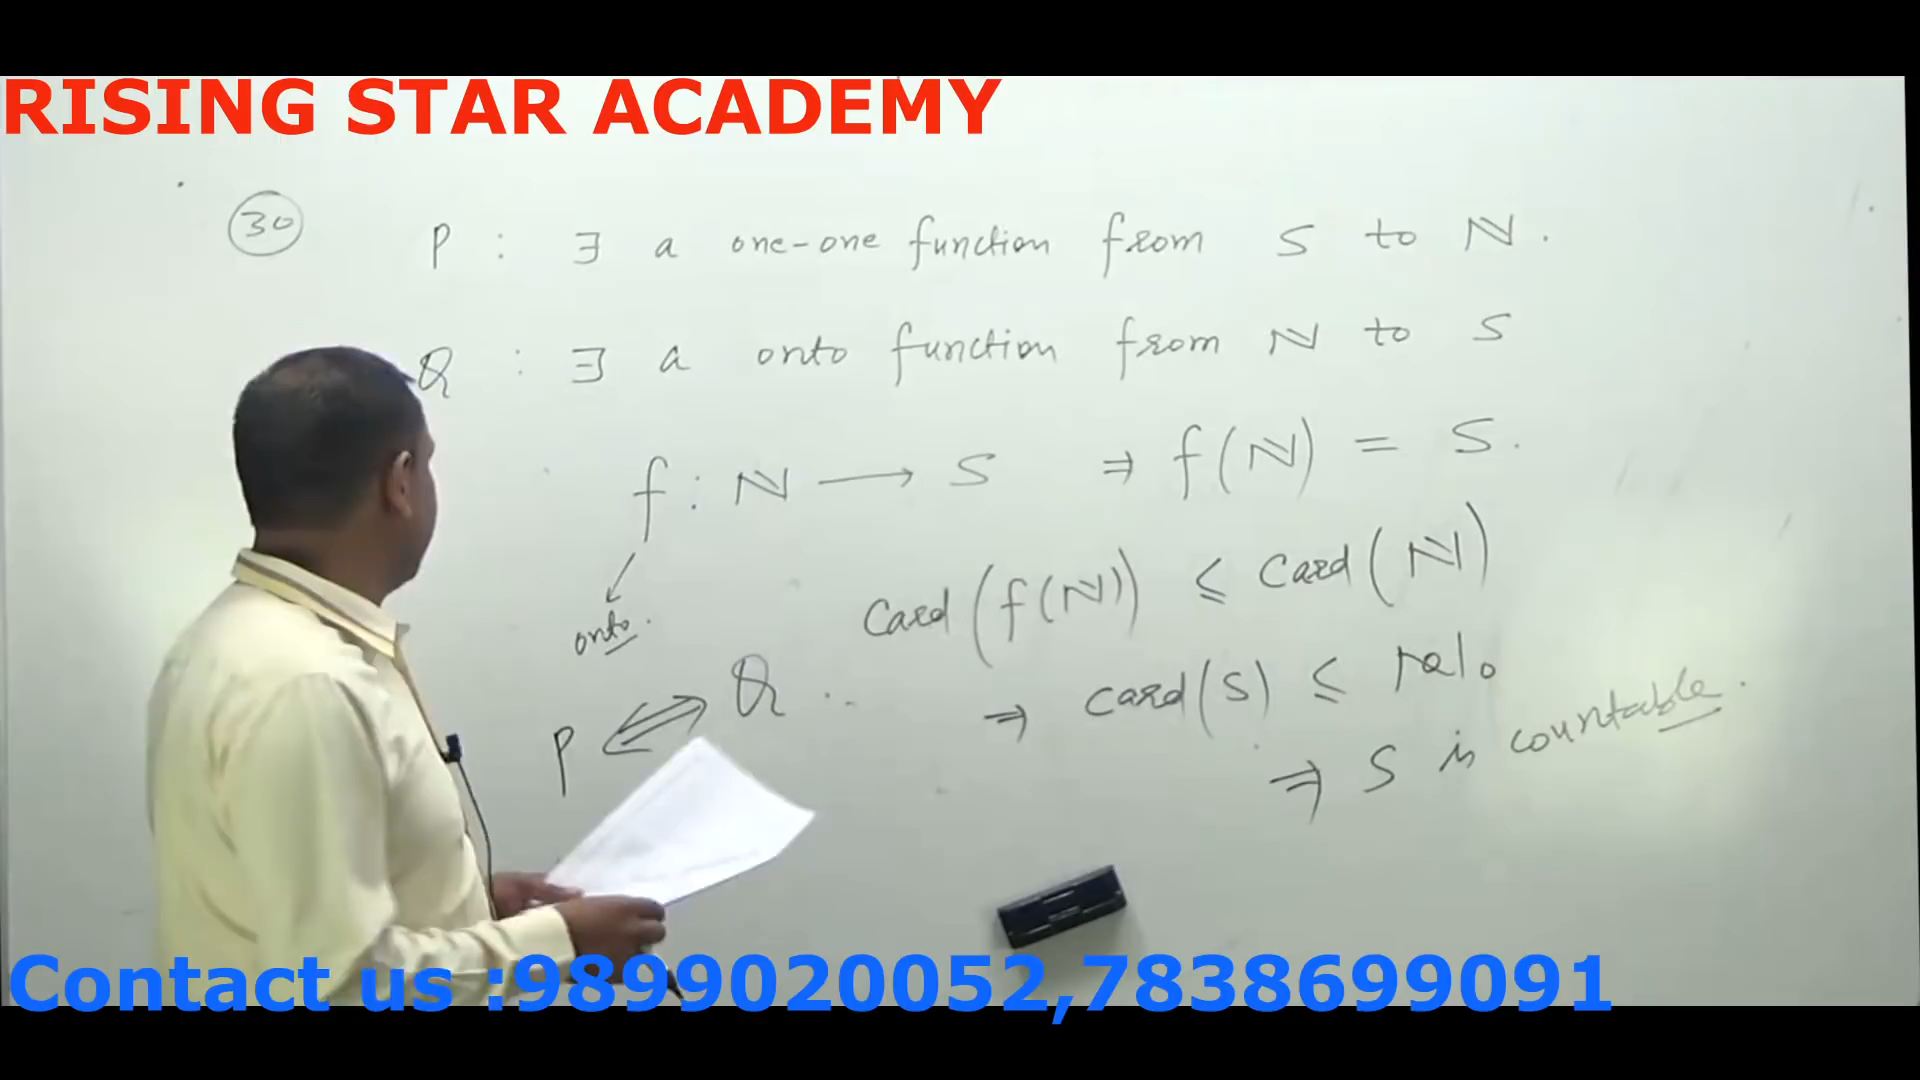 RISING STAR ACADEMY
30 P : ∃ a one-one function from S to N.
Q : ∃ a onto function from N to S
f : N → S ⇒ f(N) = S.
onto.
Card(f(N)) ≤ Card(N)
P ⇔ Q.
⇒ Card(S) ≤
⇒ S is countable.
Contact us :9899020052,7838699091